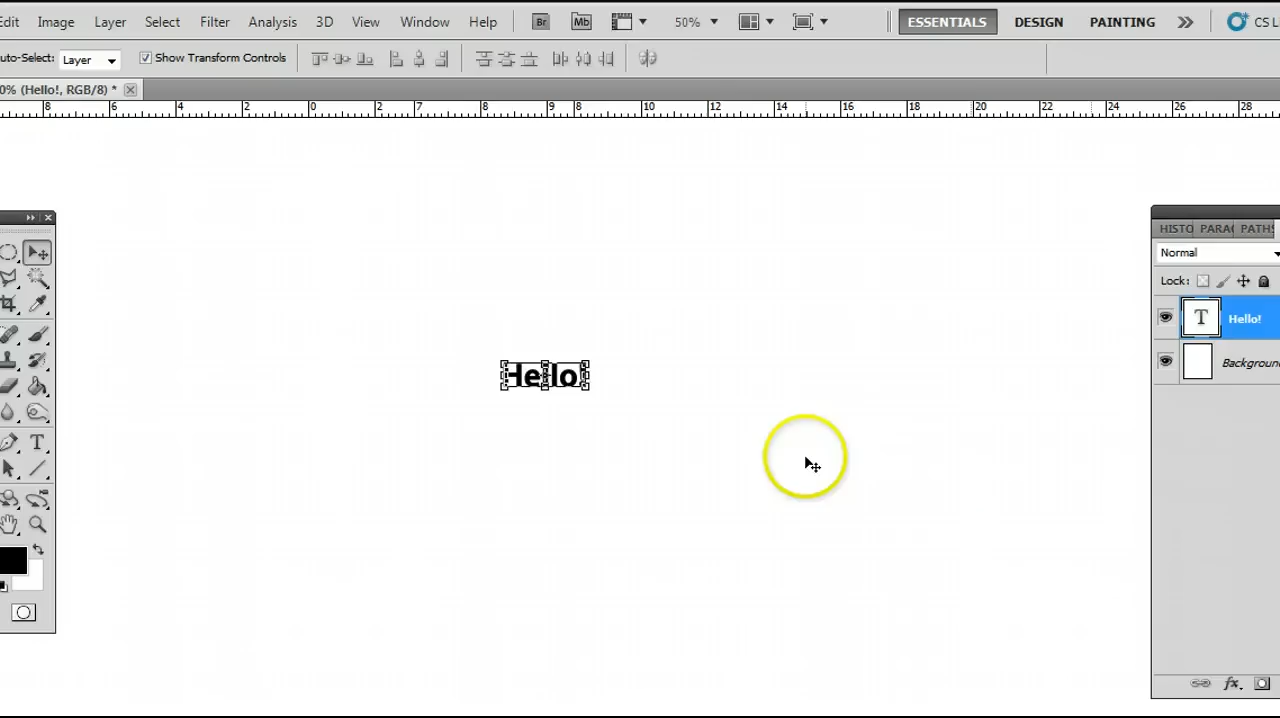 Edit Image Layer Select Filter Analysis 3D View Window Help Br Mb 50% ESSENTIALS DESIGN PAINTING CS L
Auto-Select: Layer Show Transform Controls
0% (Hello!, RGB/8) *
8 6 4 2 0 2 7 8 9 8 10 12 14 16 18 20 22 24 26 28
HISTO PARA PATHS
Normal
Lock:
T Hello!
Background
Hello!
T
fx